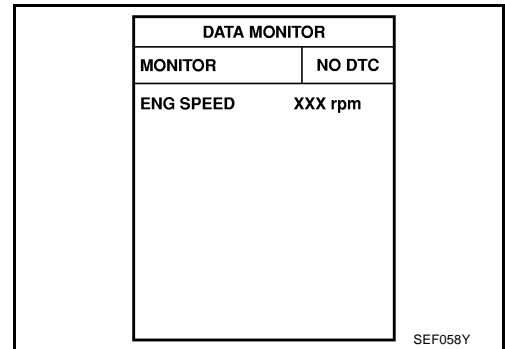 DATA MONITOR
MONITOR NO DTC
ENG SPEED XXX rpm
SEF058Y